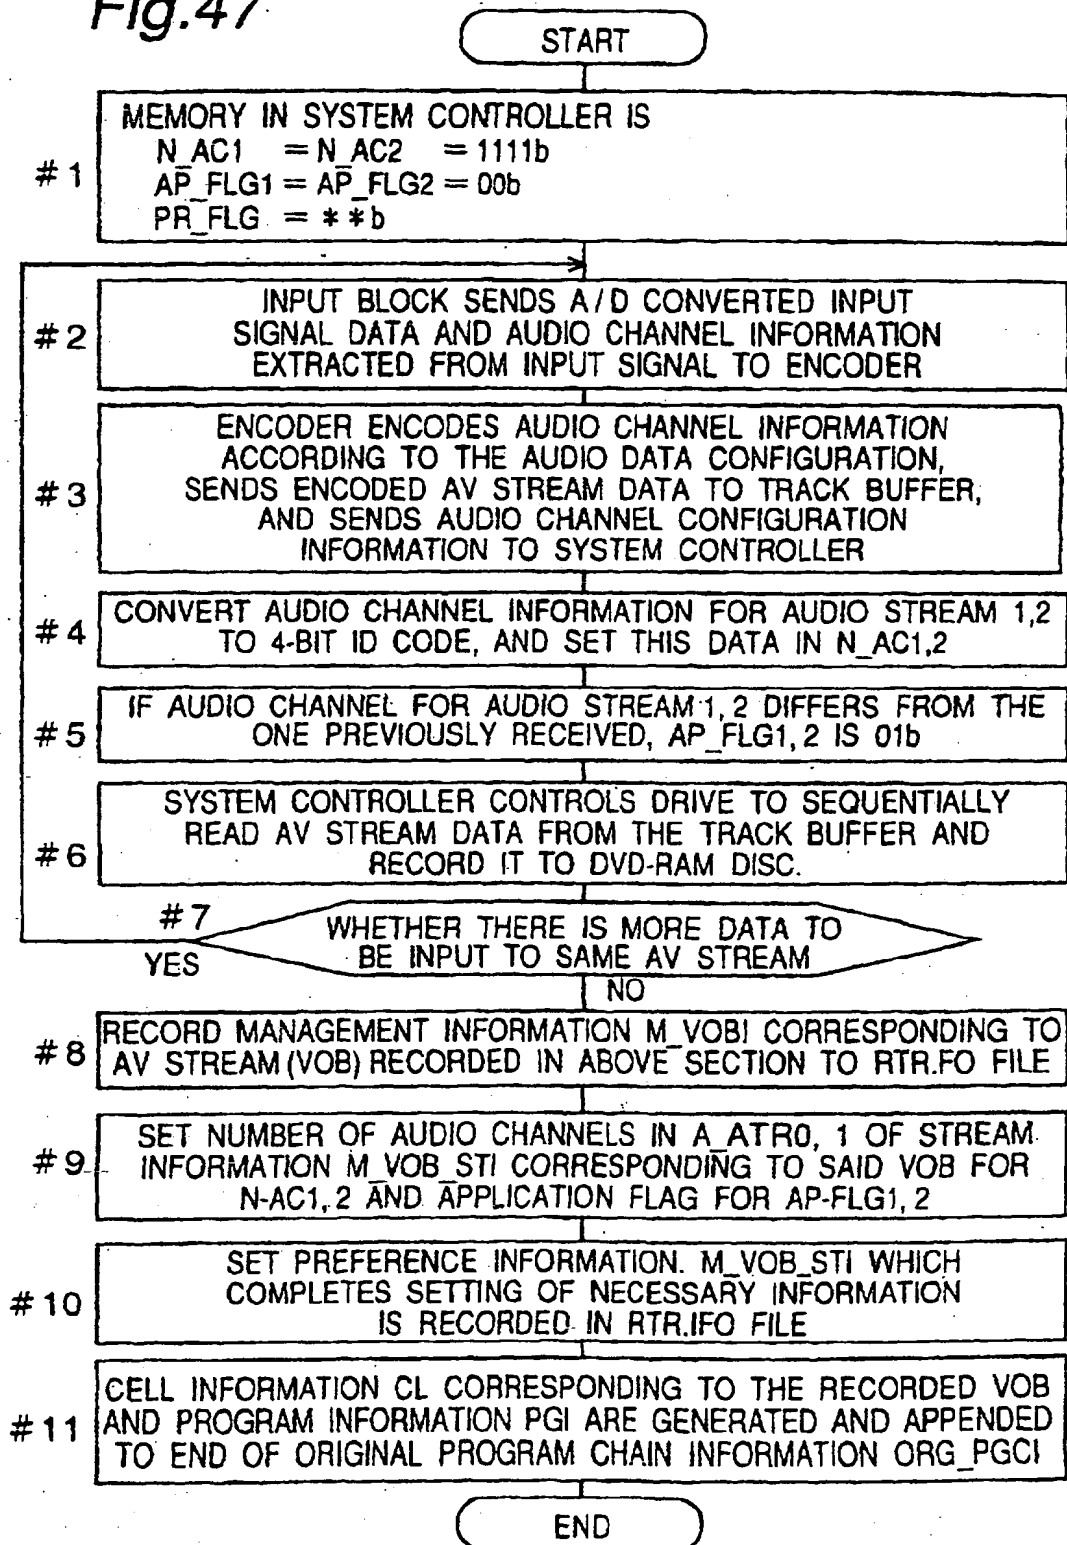 Fig.47
START
#1
MEMORY IN SYSTEM CONTROLLER IS
N_AC1 = N_AC2 = 1111b
AP_FLG1 = AP_FLG2 = 00b
PR_FLG = **b
#2
INPUT BLOCK SENDS A/D CONVERTED INPUT
SIGNAL DATA AND AUDIO CHANNEL INFORMATION
EXTRACTED FROM INPUT SIGNAL TO ENCODER
#3
ENCODER ENCODES AUDIO CHANNEL INFORMATION
ACCORDING TO THE AUDIO DATA CONFIGURATION,
SENDS ENCODED AV STREAM DATA TO TRACK BUFFER,
AND SENDS AUDIO CHANNEL CONFIGURATION
INFORMATION TO SYSTEM CONTROLLER
#4
CONVERT AUDIO CHANNEL INFORMATION FOR AUDIO STREAM 1,2
TO 4-BIT ID CODE, AND SET THIS DATA IN N_AC1,2
#5
IF AUDIO CHANNEL FOR AUDIO STREAM 1, 2 DIFFERS FROM THE
ONE PREVIOUSLY RECEIVED, AP_FLG1, 2 IS 01b
#6
SYSTEM CONTROLLER CONTROLS DRIVE TO SEQUENTIALLY
READ AV STREAM DATA FROM THE TRACK BUFFER AND
RECORD IT TO DVD-RAM DISC.
#7
WHETHER THERE IS MORE DATA TO
BE INPUT TO SAME AV STREAM
YES
NO
#8
RECORD MANAGEMENT INFORMATION M_VOBI CORRESPONDING TO
AV STREAM (VOB) RECORDED IN ABOVE SECTION TO RTR.FO FILE
#9
SET NUMBER OF AUDIO CHANNELS IN A_ATR0, 1 OF STREAM
INFORMATION M_VOB_STI CORRESPONDING TO SAID VOB FOR
N-AC1, 2 AND APPLICATION FLAG FOR AP-FLG1, 2
#10
SET PREFERENCE INFORMATION. M_VOB_STI WHICH
COMPLETES SETTING OF NECESSARY INFORMATION
IS RECORDED IN RTR.IFO FILE
#11
CELL INFORMATION CL CORRESPONDING TO THE RECORDED VOB
AND PROGRAM INFORMATION PGI ARE GENERATED AND APPENDED
TO END OF ORIGINAL PROGRAM CHAIN INFORMATION ORG_PGCI
END